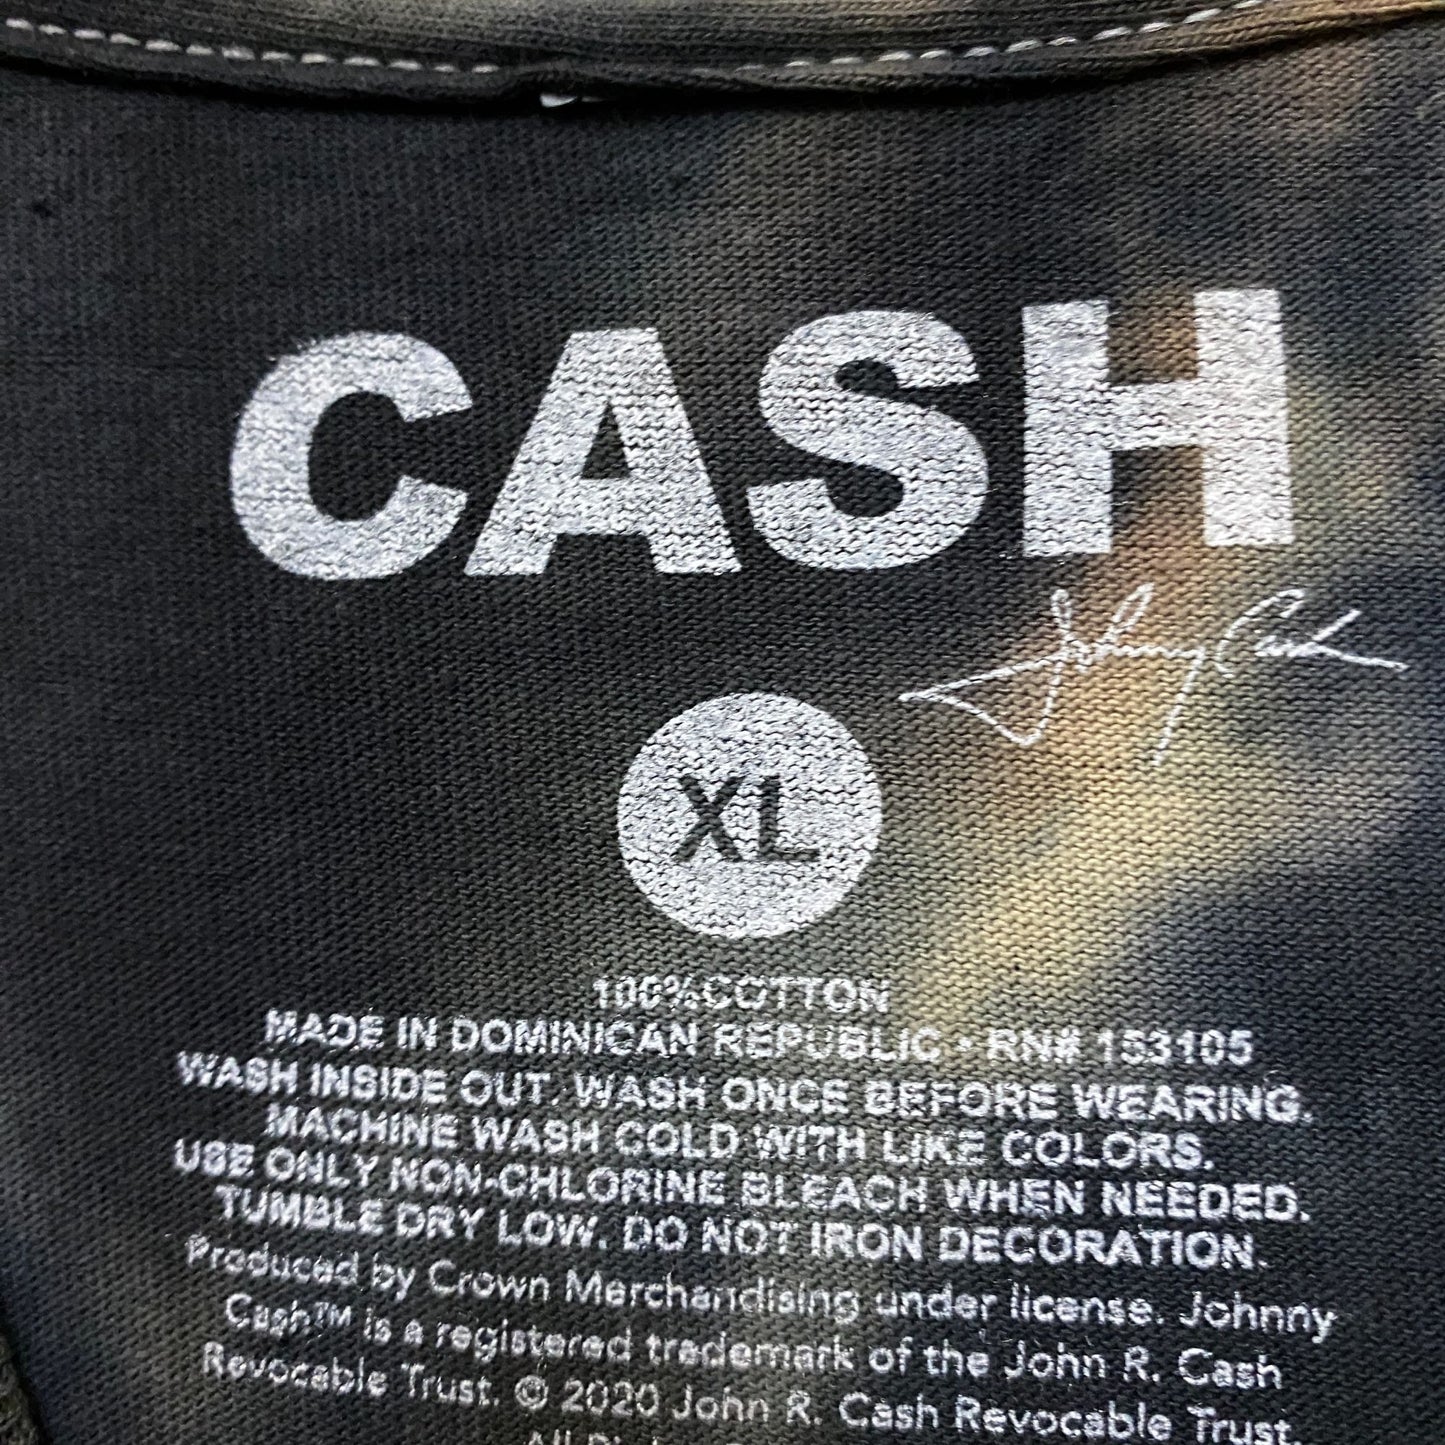 CASH
Johnny Cash
XL
100% COTTON
MADE IN DOMINICAN REPUBLIC • RN# 153105
WASH INSIDE OUT. WASH ONCE BEFORE WEARING.
MACHINE WASH COLD WITH LIKE COLORS.
USE ONLY NON-CHLORINE BLEACH WHEN NEEDED.
TUMBLE DRY LOW. DO NOT IRON DECORATION.
Produced by Crown Merchandising under license. Johnny
Cash™ is a registered trademark of the John R. Cash
Revocable Trust. © 2020 John R. Cash Revocable Trust.
All